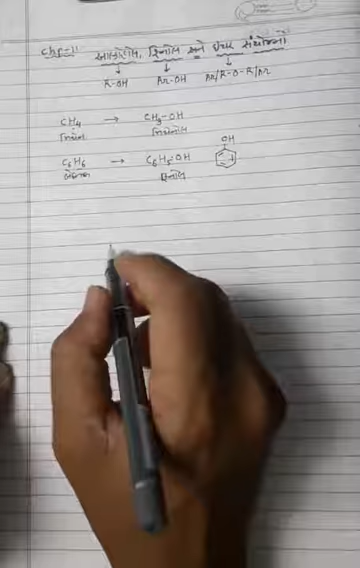 Ch:-11 આલ્કોહોલ, ફિનોલ અને ઈથર સંયોજનો
R-OH Ar-OH Ar/R-O-R/Ar
CH₄ → CH₃-OH
મિથેન મિથેનોલ
OH
C₆H₆ → C₆H₅-OH
બેન્ઝિન ફિનોલ